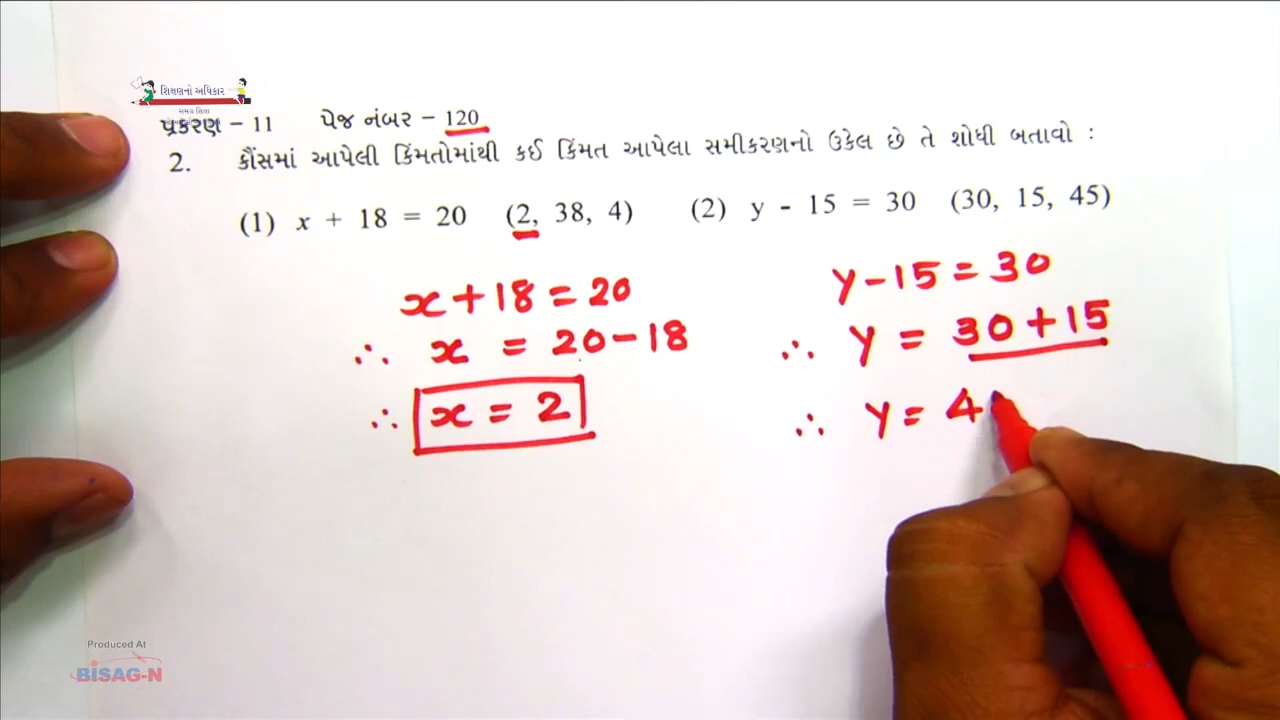 શિક્ષણનો અધિકાર
સમગ્ર શિક્ષા
પ્રકરણ – 11 પેજ નંબર – 120
2. કૌંસમાં આપેલી કિંમતોમાંથી કઈ કિંમત આપેલા સમીકરણનો ઉકેલ છે તે શોધી બતાવો :
(1) x + 18 = 20 (2, 38, 4) (2) y - 15 = 30 (30, 15, 45)
x + 18 = 20
∴ x = 20 – 18
∴ x = 2
y – 15 = 30
∴ y = 30 + 15
∴ y = 4
Produced At
BISAG-N